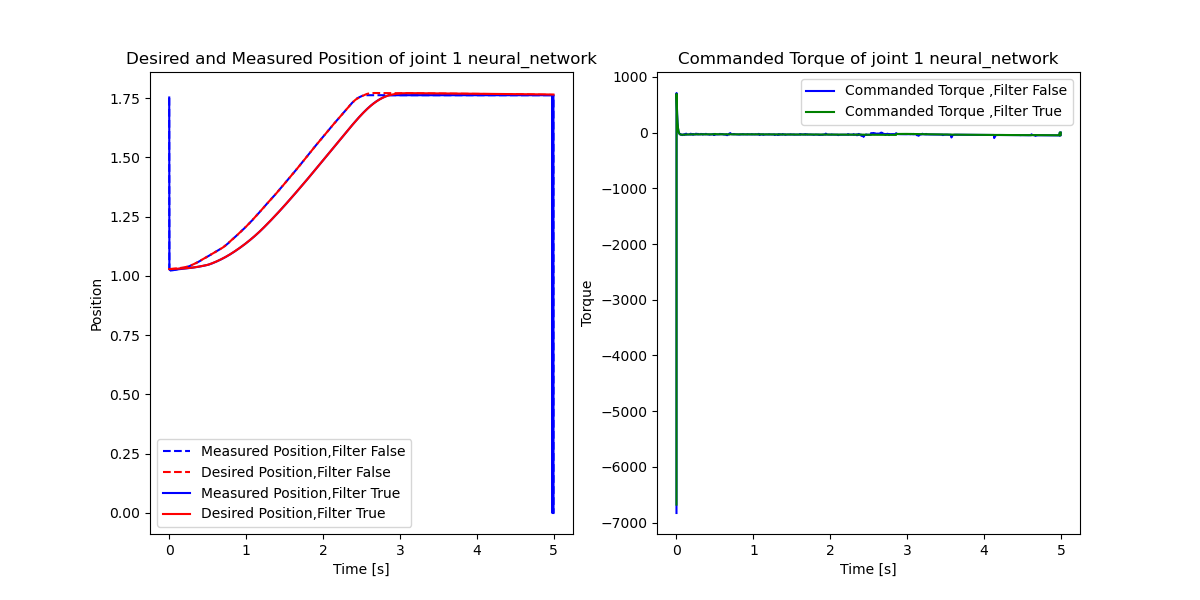 Desired and Measured Position of joint 1 neural_network
1.75
1.50
1.25
1.00
0.75
0.50
0.25
0.00
Position
Measured Position,Filter False
Desired Position,Filter False
Measured Position,Filter True
Desired Position,Filter True
0 1 2 3 4 5
Time [s]
Commanded Torque of joint 1 neural_network
1000
0
−1000
−2000
−3000
−4000
−5000
−6000
−7000
Torque
Commanded Torque ,Filter False
Commanded Torque ,Filter True
0 1 2 3 4 5
Time [s]